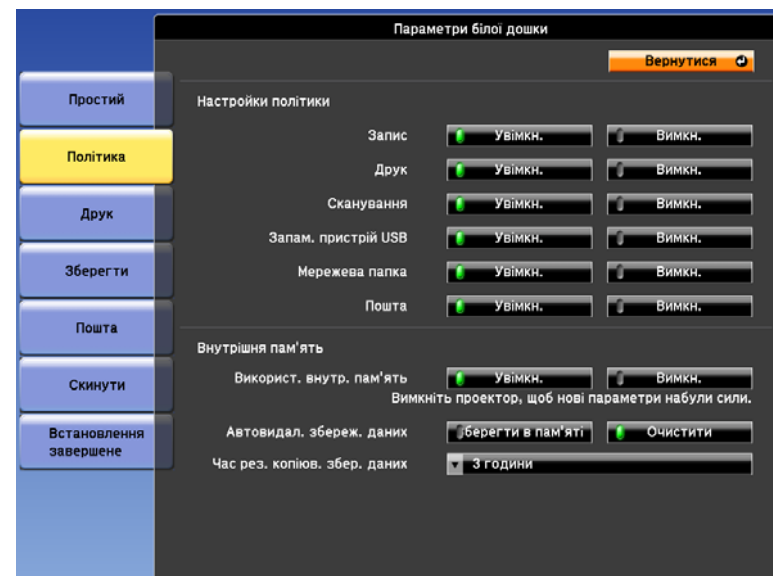 Параметри білої дошки
Вернутися
Простий
Політика
Друк
Зберегти
Пошта
Скинути
Встановлення
завершене
Настройки політики
Запис Увімкн. Вимкн.
Друк Увімкн. Вимкн.
Сканування Увімкн. Вимкн.
Запам. пристрій USB Увімкн. Вимкн.
Мережева папка Увімкн. Вимкн.
Пошта Увімкн. Вимкн.
Внутрішня пам'ять
Використ. внутр. пам'ять Увімкн. Вимкн.
Вимкніть проектор, щоб нові параметри набули сили.
Автовидал. збереж. даних берегти в пам'яті Очистити
Час рез. копіюв. збер. даних 3 години